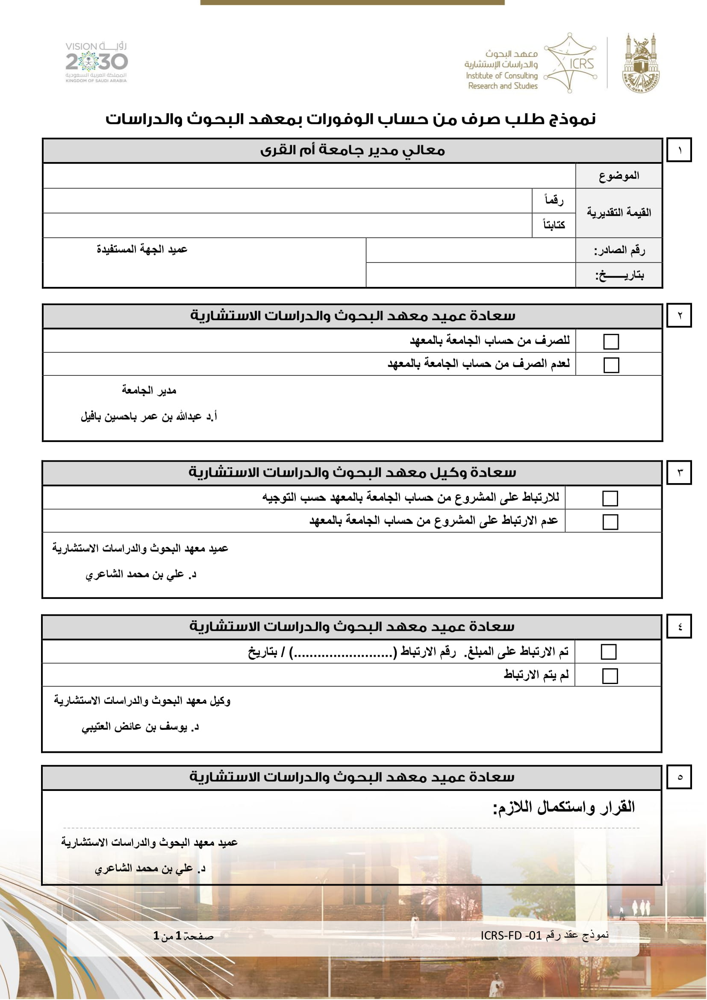 رؤيـــة VISION
2030
المملكة العربية السعودية
KINGDOM OF SAUDI ARABIA
معهد البحوث
والدراسات الإستشارية
Institute of Consulting
Research and Studies
ICRS
UMM AL-QURA UNIVERSITY
نموذج طلب صرف من حساب الوفورات بمعهد البحوث والدراسات
١
معالي مدير جامعة أم القرى
الموضوع
القيمة التقديرية
رقماً
كتابتاً
رقم الصادر:
عميد الجهة المستفيدة
بتاريـــــخ:
٢
سعادة عميد معهد البحوث والدراسات الاستشارية
للصرف من حساب الجامعة بالمعهد
لعدم الصرف من حساب الجامعة بالمعهد
مدير الجامعة
أ.د عبدالله بن عمر باحسين بافيل
٣
سعادة وكيل معهد البحوث والدراسات الاستشارية
للارتباط على المشروع من حساب الجامعة بالمعهد حسب التوجيه
عدم الارتباط على المشروع من حساب الجامعة بالمعهد
عميد معهد البحوث والدراسات الاستشارية
د. علي بن محمد الشاعري
٤
سعادة عميد معهد البحوث والدراسات الاستشارية
تم الارتباط على المبلغ. رقم الارتباط (.........................) / بتاريخ
لم يتم الارتباط
وكيل معهد البحوث والدراسات الاستشارية
د. يوسف بن عائض العتيبي
٥
سعادة عميد معهد البحوث والدراسات الاستشارية
القرار واستكمال اللازم:
عميد معهد البحوث والدراسات الاستشارية
د. علي بن محمد الشاعري
نموذج عقد رقم ICRS-FD -01
صفحة 1 من 1